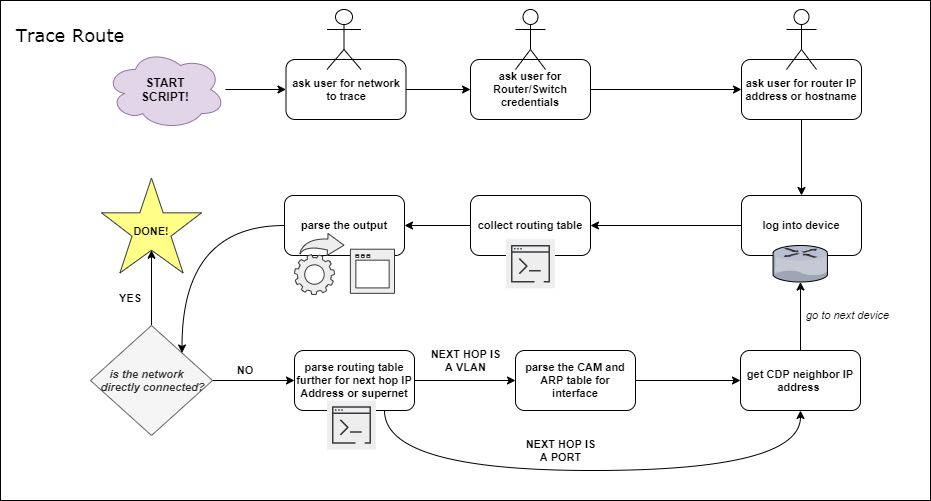 Trace Route
START
SCRIPT!
ask user for network
to trace
ask user for
Router/Switch
credentials
ask user for router IP
address or hostname
DONE!
parse the output
collect routing table
log into device
YES
go to next device
is the network
directly connected?
NO
parse routing table
further for next hop IP
Address or supernet
NEXT HOP IS
A VLAN
parse the CAM and
ARP table for
interface
get CDP neighbor IP
address
NEXT HOP IS
A PORT